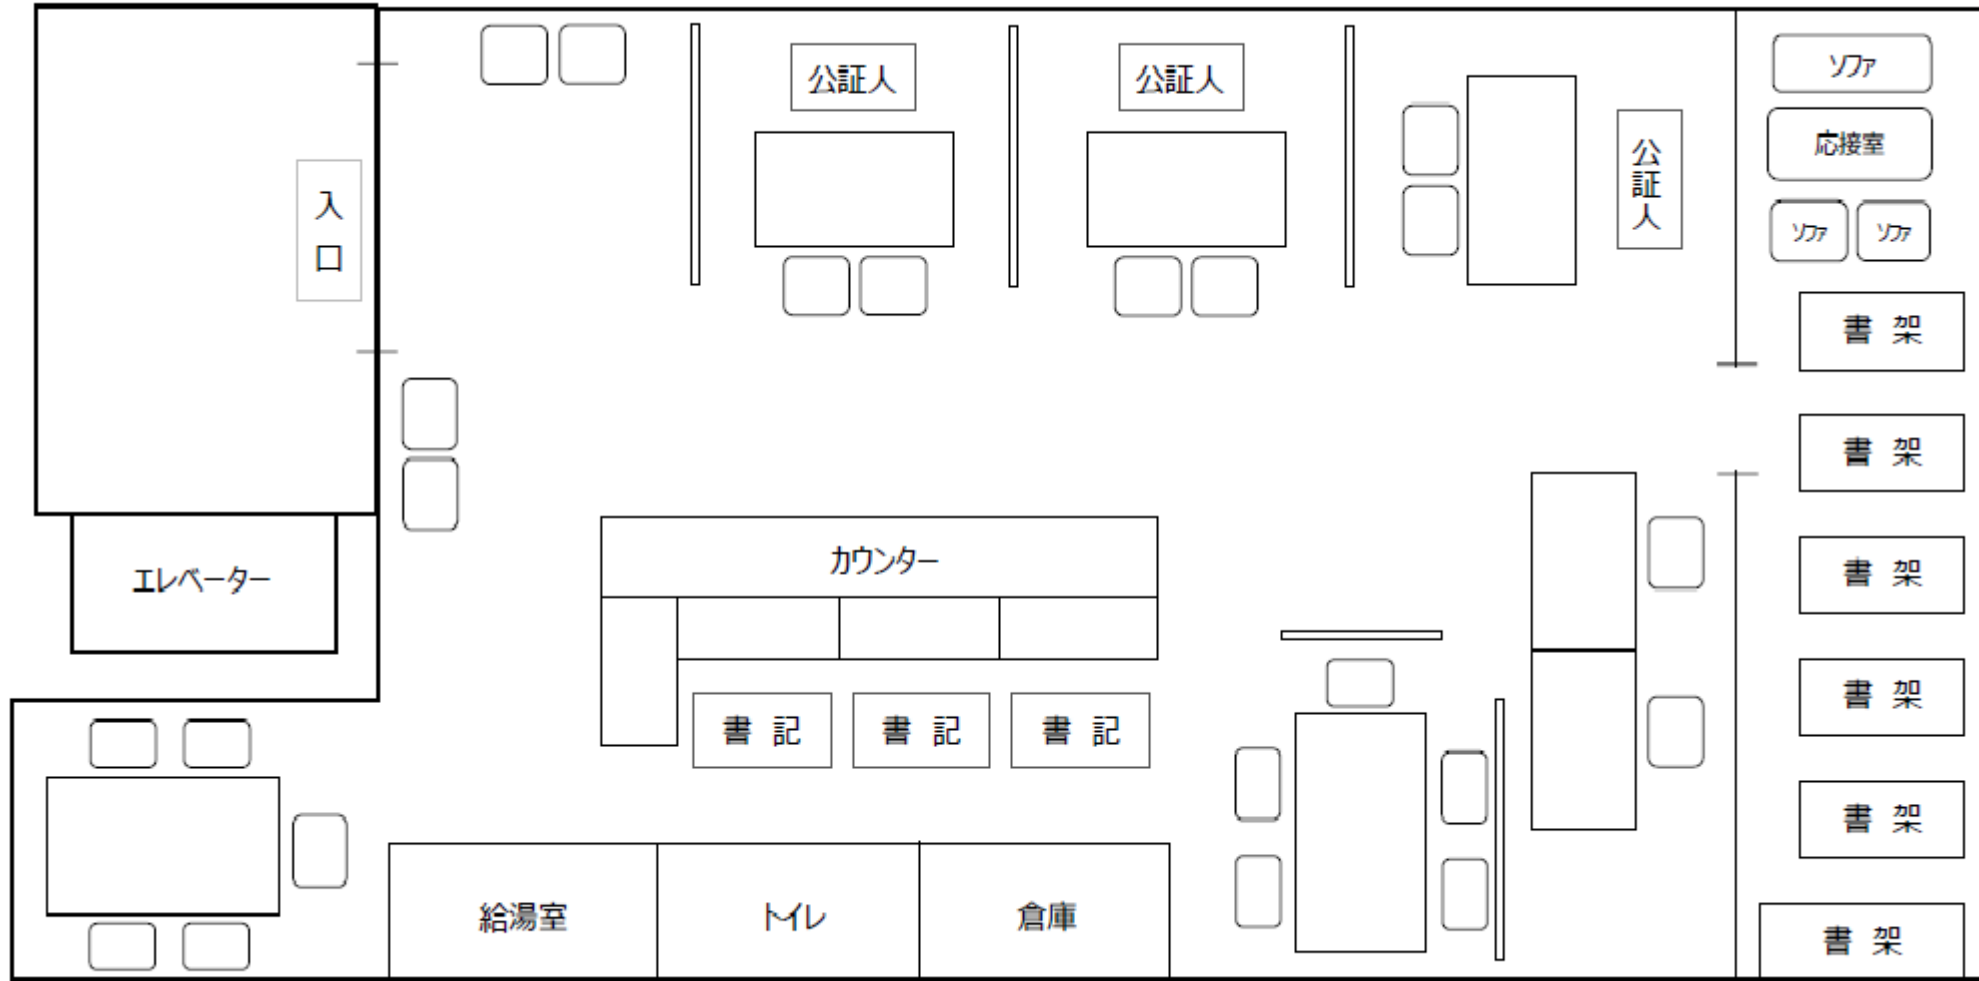 公証人
公証人
公証人
入口
ソファ
応接室
ソファ ソファ
書 架
書 架
書 架
書 架
書 架
書 架
エレベーター
カウンター
書 記
書 記
書 記
給湯室
トイレ
倉庫